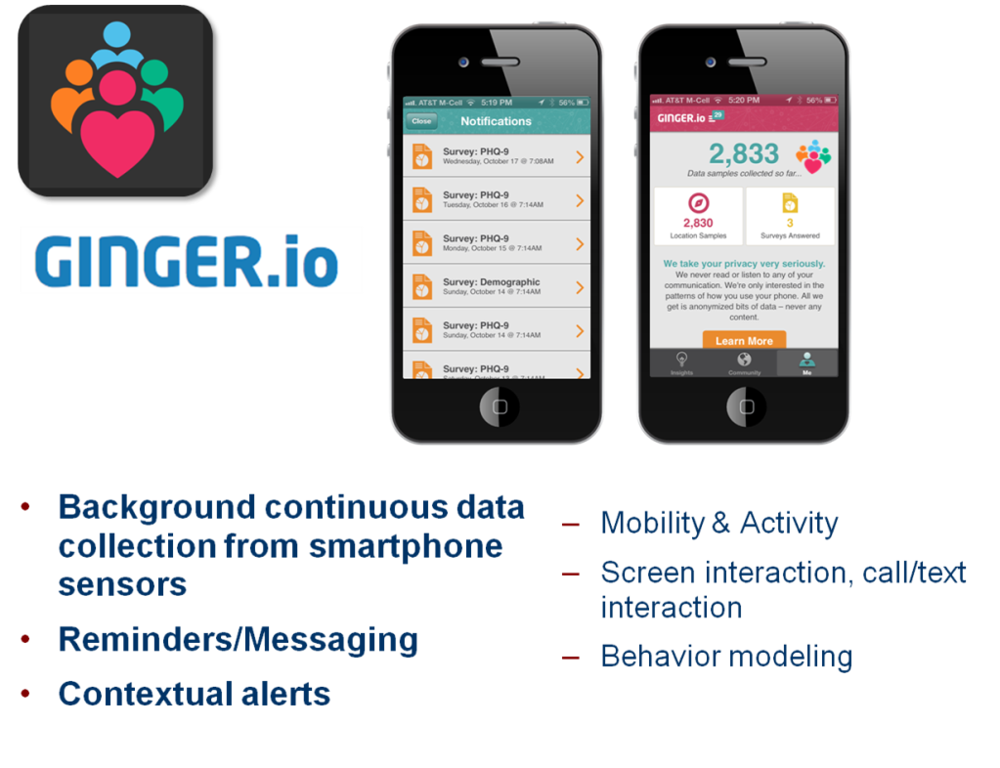 GINGER.io
AT&T M-Cell 5:19 PM 56%
Close Notifications
Survey: PHQ-9
Wednesday, October 17 @ 7:08AM
Survey: PHQ-9
Tuesday, October 16 @ 7:14AM
Survey: PHQ-9
Monday, October 15 @ 7:14AM
Survey: Demographic
Sunday, October 14 @ 7:14AM
Survey: PHQ-9
Sunday, October 14 @ 7:14AM
Survey: PHQ-9
Saturday, October 13 @ 7:14AM
AT&T M-Cell 5:20 PM 56%
GINGER.io 29
2,833
Data samples collected so far...
2,830
Location Samples
3
Surveys Answered
We take your privacy very seriously.
We never read or listen to any of your
communication. We're only interested in the
patterns of how you use your phone. All we
get is anonymized bits of data – never any
content.
Learn More
Insights Community Me
• Background continuous data
collection from smartphone
sensors
• Reminders/Messaging
• Contextual alerts
– Mobility & Activity
– Screen interaction, call/text
interaction
– Behavior modeling